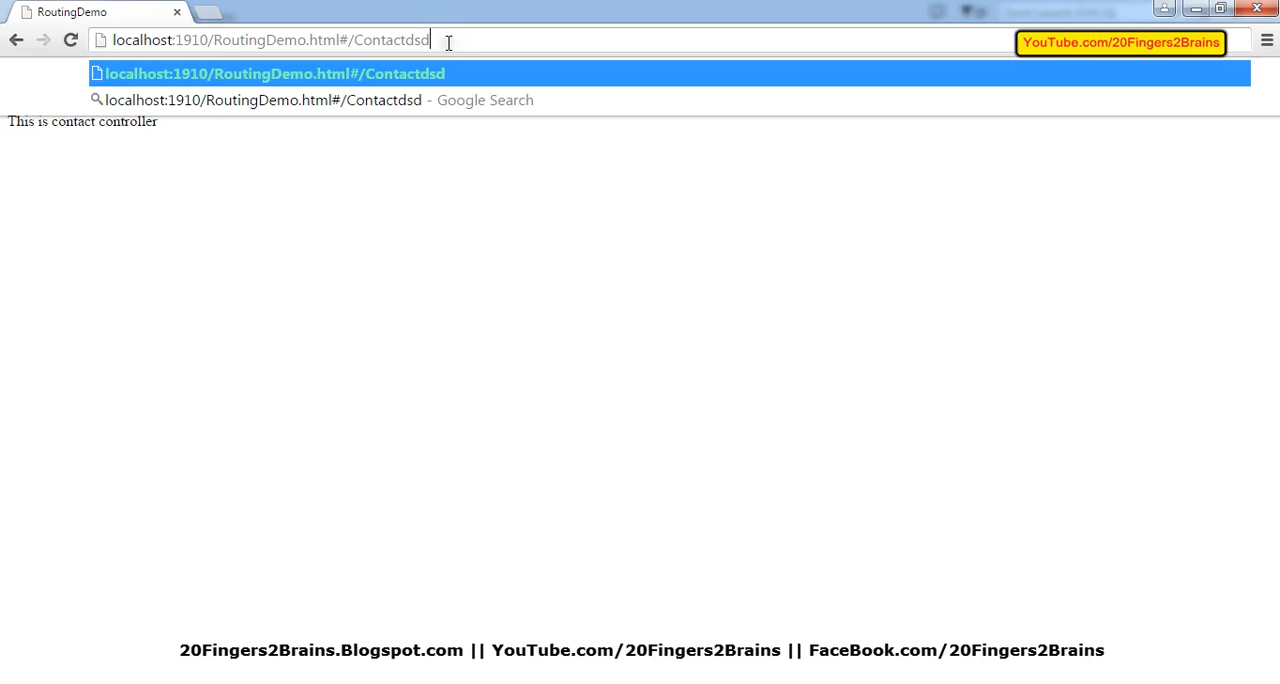 RoutingDemo
localhost:1910/RoutingDemo.html#/Contactdsd
YouTube.com/20Fingers2Brains
localhost:1910/RoutingDemo.html#/Contactdsd
localhost:1910/RoutingDemo.html#/Contactdsd - Google Search
This is contact controller
20Fingers2Brains.Blogspot.com || YouTube.com/20Fingers2Brains || FaceBook.com/20Fingers2Brains